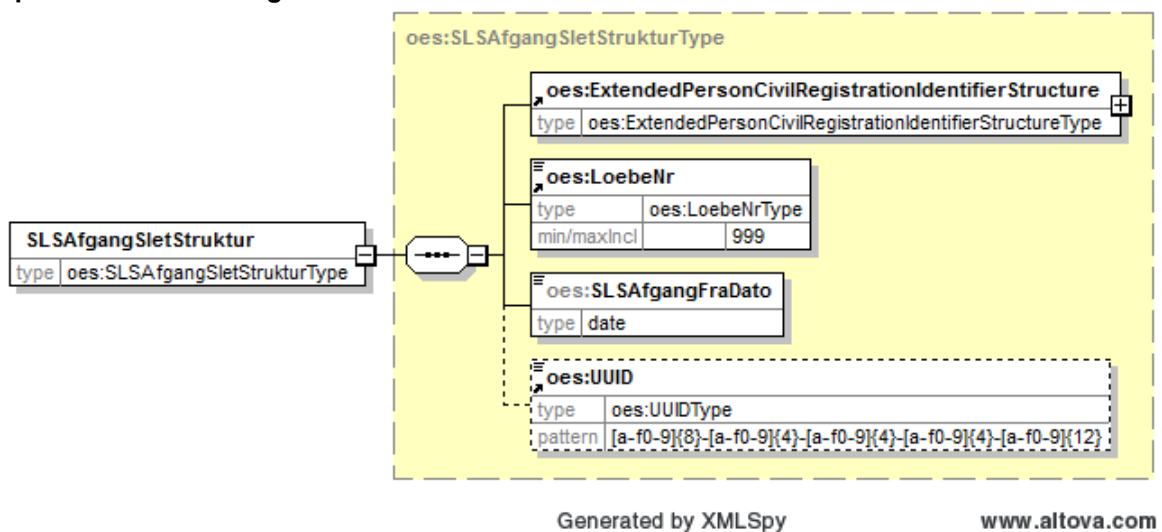 oes:SLSAfgangSletStrukturType
oes:ExtendedPersonCivilRegistrationIdentifierStructure
type oes:ExtendedPersonCivilRegistrationIdentifierStructureType
oes:LoebeNr
type oes:LoebeNrType
min/maxIncl 999
SLSAfgangSletStruktur
type oes:SLSAfgangSletStrukturType
oes:SLSAfgangFraDato
type date
oes:UUID
type oes:UUIDType
pattern [a-f0-9]{8}-[a-f0-9]{4}-[a-f0-9]{4}-[a-f0-9]{4}-[a-f0-9]{12}
Generated by XMLSpy www.altova.com